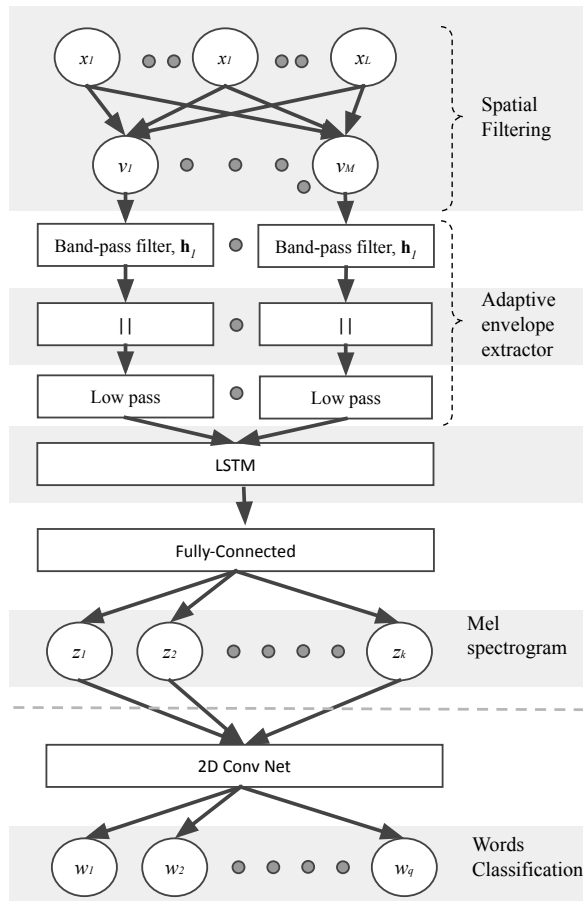 x1 x1 xL
Spatial
Filtering
v1 vM
Band-pass filter, h1 Band-pass filter, h1
| | | |
Adaptive
envelope
extractor
Low pass Low pass
LSTM
Fully-Connected
Mel
spectrogram
z1 z2 zk
2D Conv Net
Words
Classification
w1 w2 wq